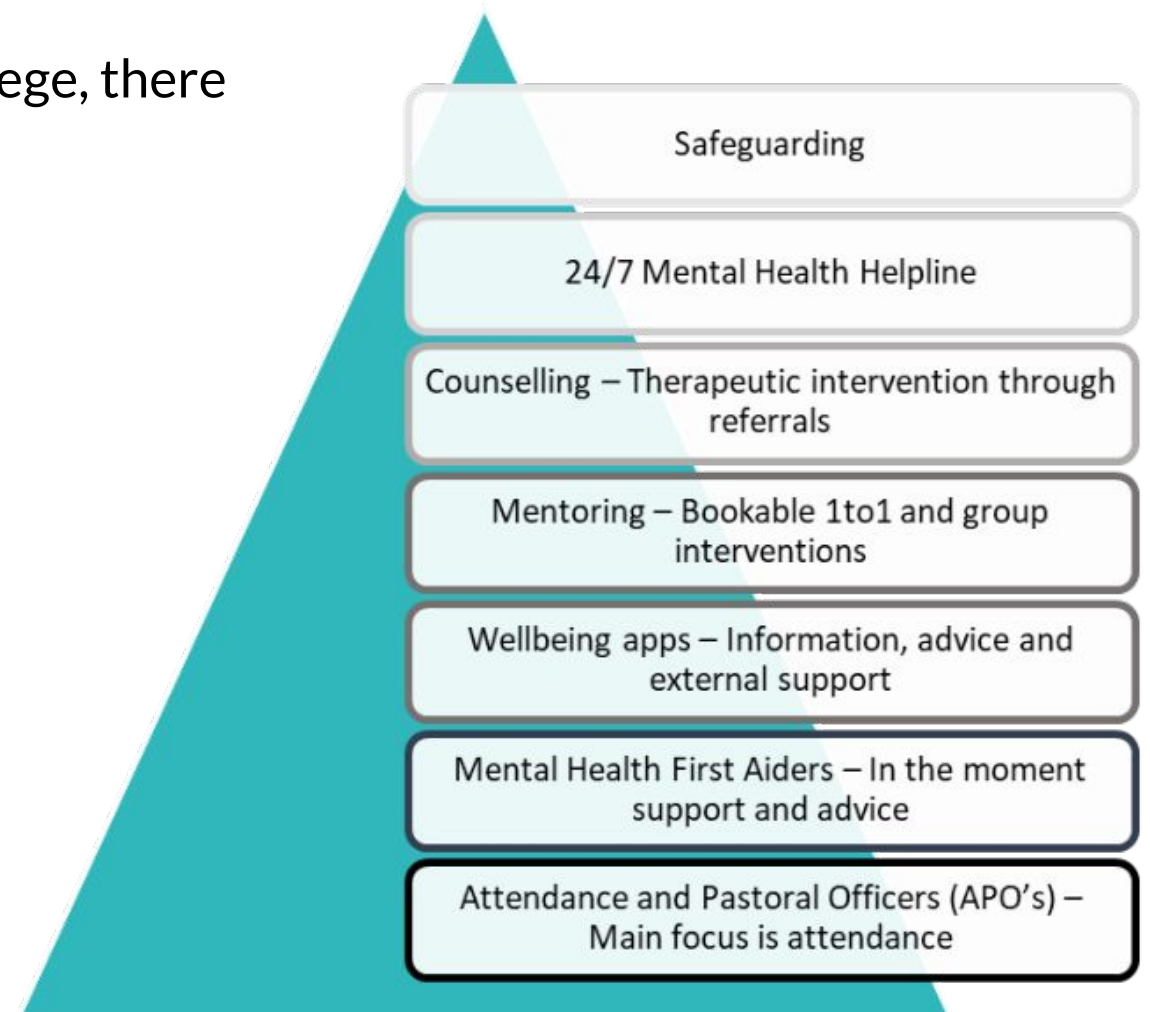 ege, there
Safeguarding
24/7 Mental Health Helpline
Counselling – Therapeutic intervention through
referrals
Mentoring – Bookable 1to1 and group
interventions
Wellbeing apps – Information, advice and
external support
Mental Health First Aiders – In the moment
support and advice
Attendance and Pastoral Officers (APO’s) –
Main focus is attendance